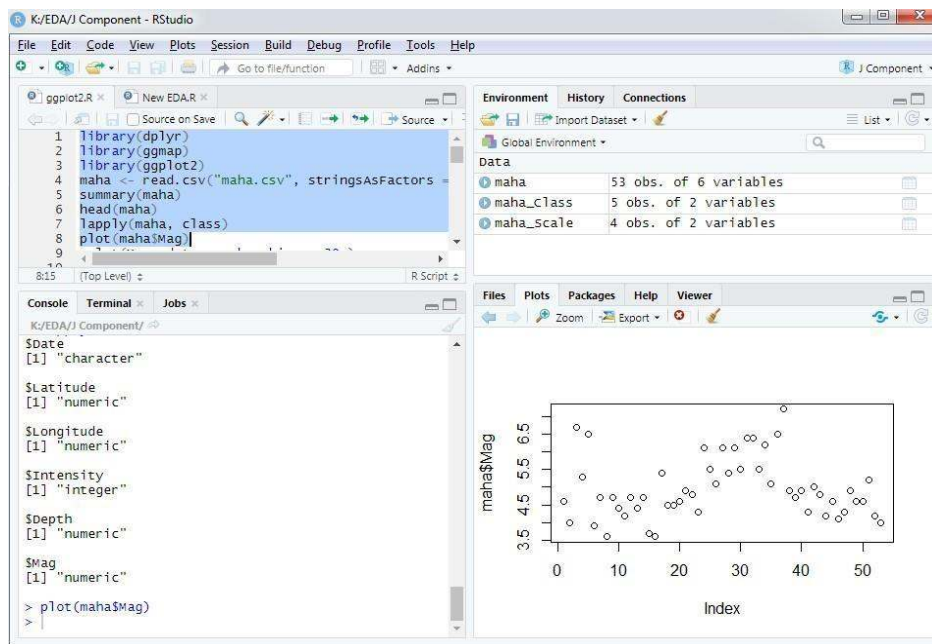 K:/EDA/J Component - RStudio
File Edit Code View Plots Session Build Debug Profile Tools Help
Go to file/function Addins J Component
ggplot2.R New EDA.R
Source on Save Source
1 library(dplyr)
2 library(ggmap)
3 library(ggplot2)
4 maha <- read.csv("maha.csv", stringsAsFactors =
5 summary(maha)
6 head(maha)
7 lapply(maha, class)
8 plot(maha$Mag)
9
8:15 (Top Level) R Script
Environment History Connections
Import Dataset List
Global Environment
Data
maha 53 obs. of 6 variables
maha_Class 5 obs. of 2 variables
maha_Scale 4 obs. of 2 variables
Console Terminal Jobs
K:/EDA/J Component/
$Date
[1] "character"
$Latitude
[1] "numeric"
$Longitude
[1] "numeric"
$Intensity
[1] "integer"
$Depth
[1] "numeric"
$Mag
[1] "numeric"
> plot(maha$Mag)
>
Files Plots Packages Help Viewer
Zoom Export
maha$Mag
6.5
5.5
4.5
3.5
0 10 20 30 40 50
Index